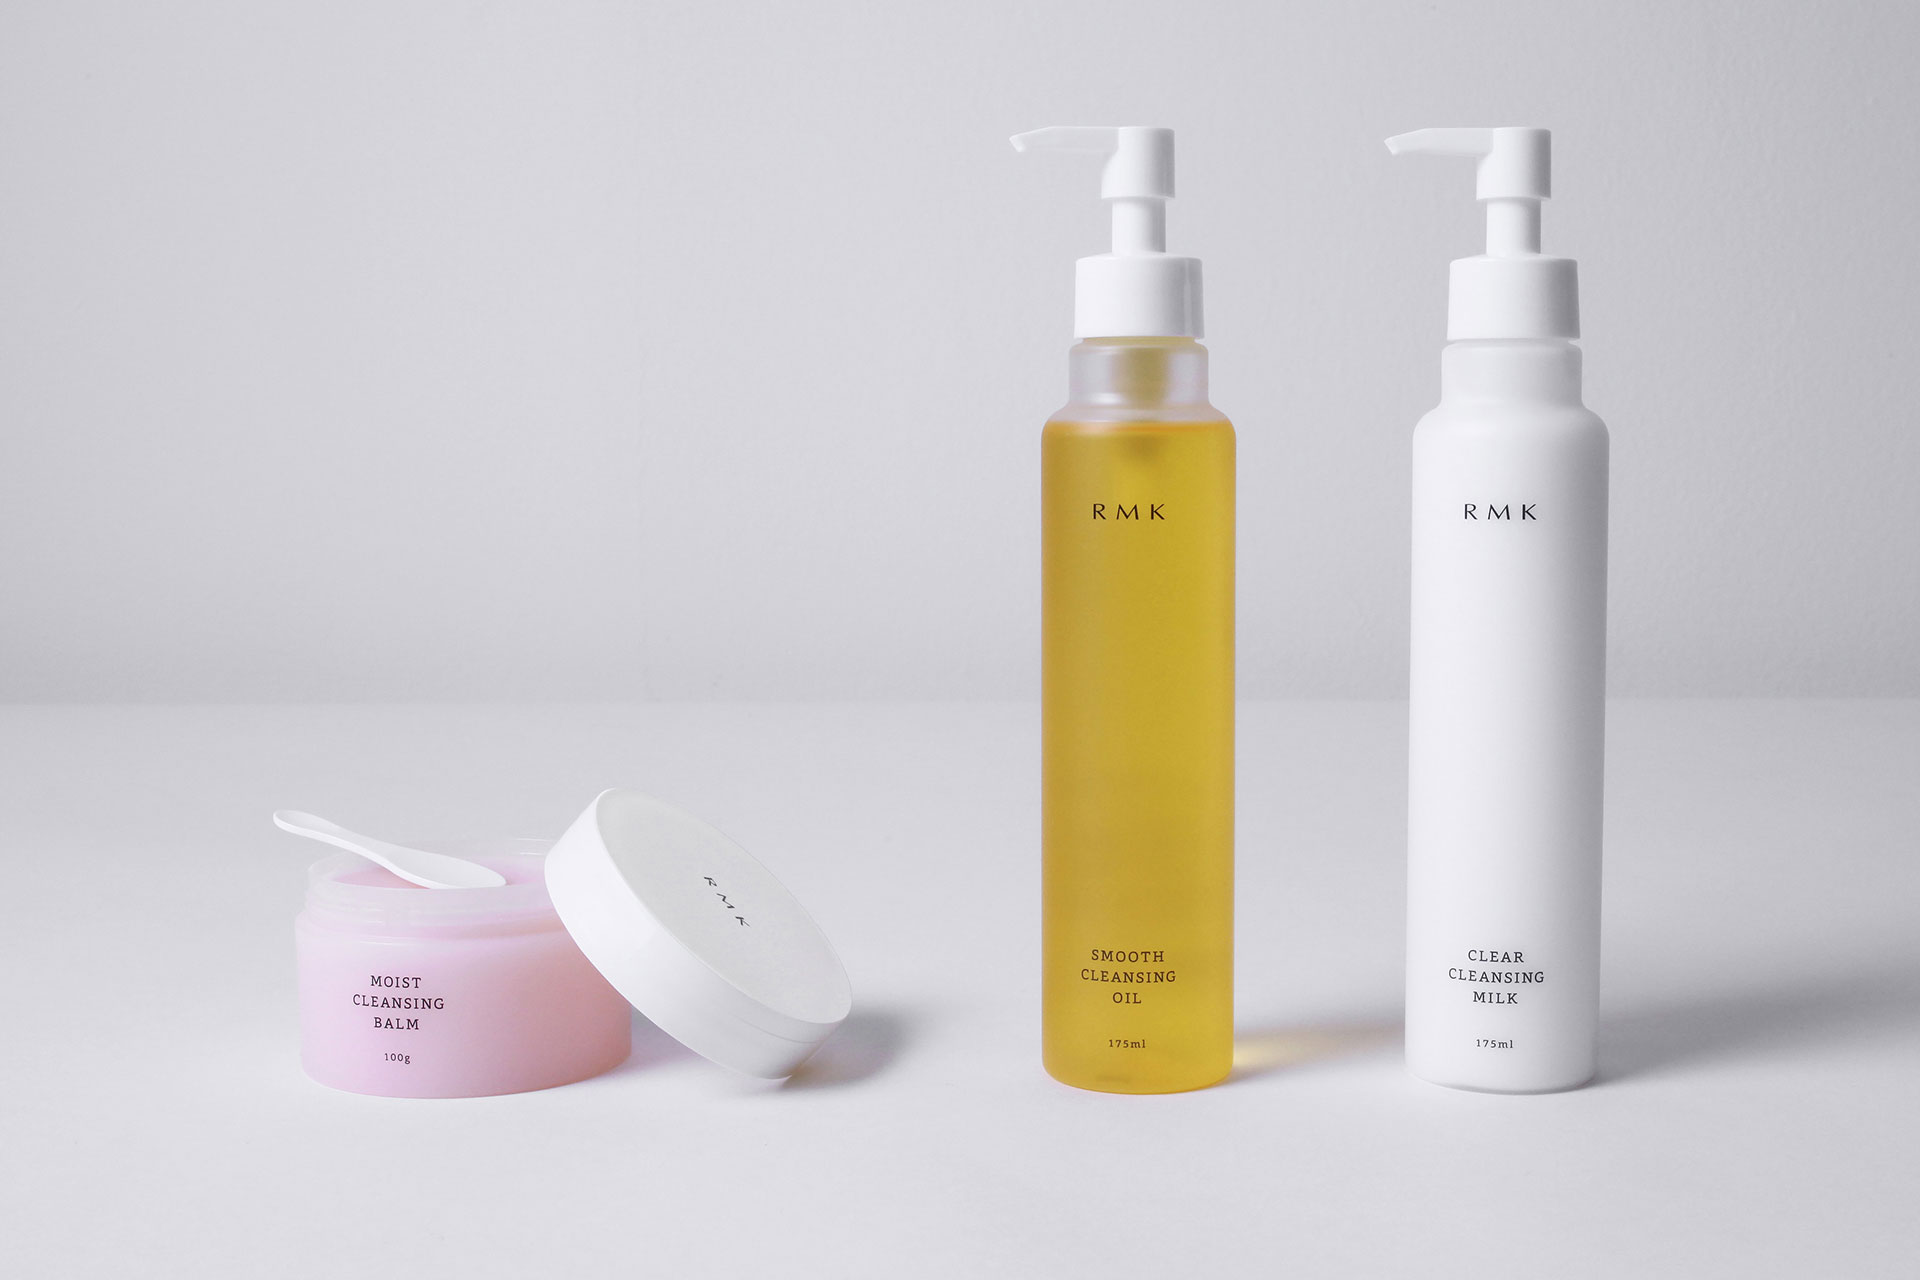 RMK
MOIST
CLEANSING
BALM
100g
RMK
SMOOTH
CLEANSING
OIL
175ml
RMK
CLEAR
CLEANSING
MILK
175ml